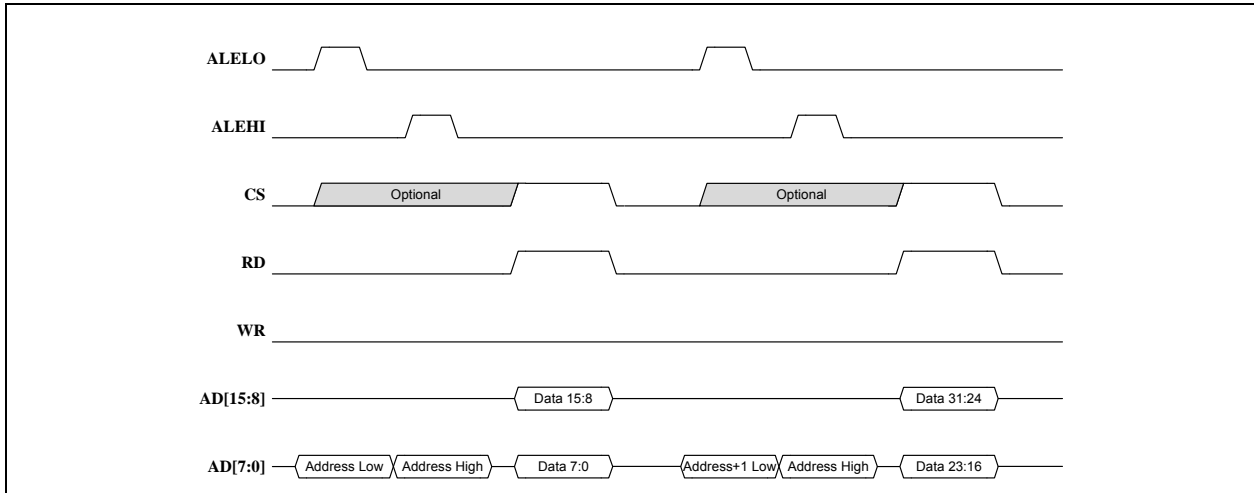 ALELO
ALEHI
CS Optional Optional
RD
WR
AD[15:8] Data 15:8 Data 31:24
AD[7:0] Address Low Address High Data 7:0 Address+1 Low Address High Data 23:16